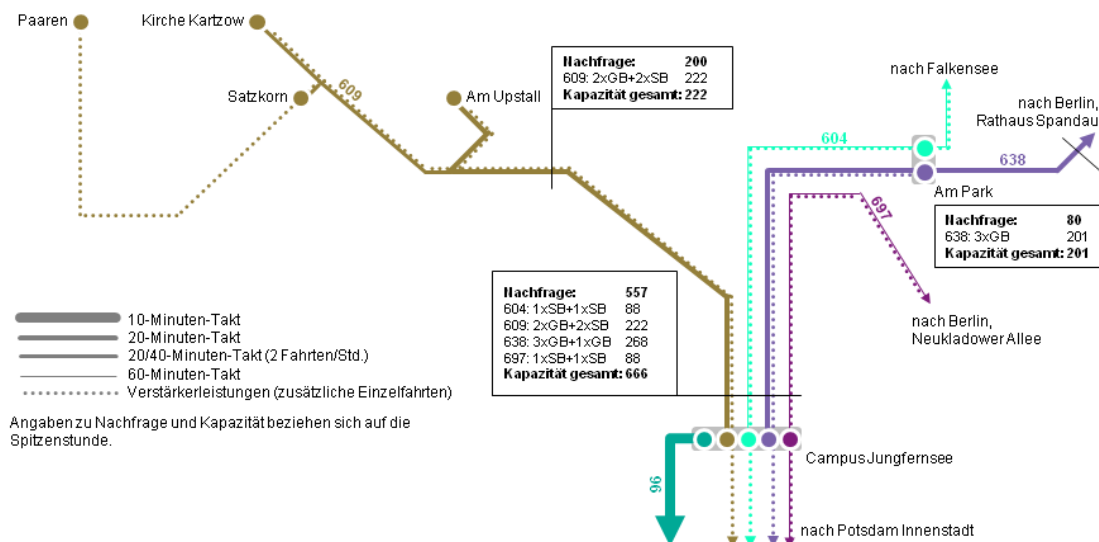 Paaren
Kirche Kartzow
Satzkorn
609
Am Upstall
Nachfrage: 200
609: 2xGB+2xSB 222
Kapazität gesamt: 222
nach Falkensee
nach Berlin,
Rathaus Spandau
604
638
Am Park
697
Nachfrage: 80
638: 3xGB 201
Kapazität gesamt: 201
nach Berlin,
Neukladower Allee
Nachfrage: 557
604: 1xSB+1xSB 88
609: 2xGB+2xSB 222
638: 3xGB+1xGB 268
697: 1xSB+1xSB 88
Kapazität gesamt: 666
10-Minuten-Takt
20-Minuten-Takt
20/40-Minuten-Takt (2 Fahrten/Std.)
60-Minuten-Takt
Verstärkerleistungen (zusätzliche Einzelfahrten)
Angaben zu Nachfrage und Kapazität beziehen sich auf die
Spitzenstunde.
Campus Jungfernsee
96
nach Potsdam Innenstadt